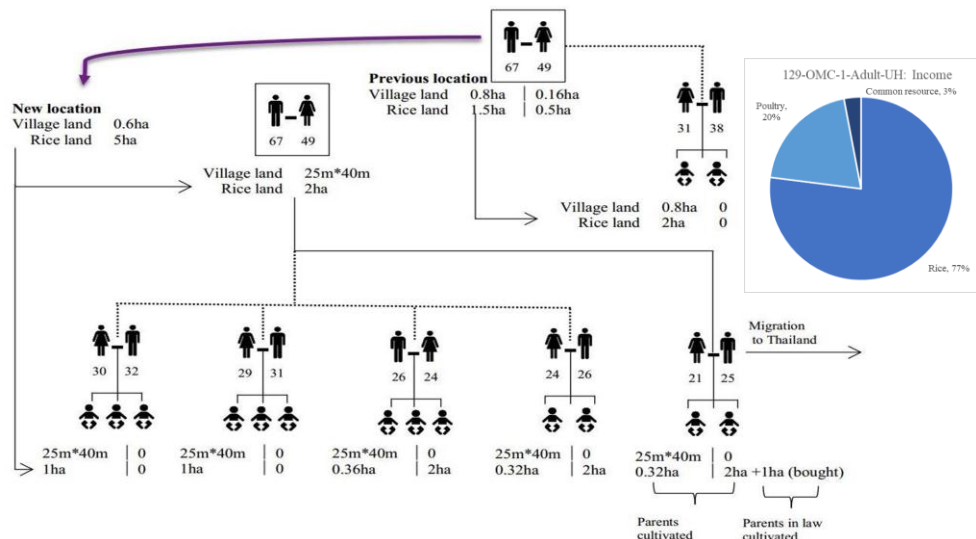 67 49
Previous location
Village land 0.8ha | 0.16ha
Rice land 1.5ha | 0.5ha
31 38
Village land 0.8ha 0
Rice land 2ha 0
129-OMC-1-Adult-UH: Income
Common resource, 3%
Poultry,
20%
Rice, 77%
New location
Village land 0.6ha
Rice land 5ha
67 49
Village land 25m*40m
Rice land 2ha
30 32
25m*40m | 0
1ha | 0
29 31
25m*40m | 0
1ha | 0
26 24
25m*40m | 0
0.36ha | 2ha
24 26
25m*40m | 0
0.32ha | 2ha
21 25
25m*40m | 0
0.32ha | 2ha +1ha (bought)
Migration
to Thailand
Parents
cultivated
Parents in law
cultivated